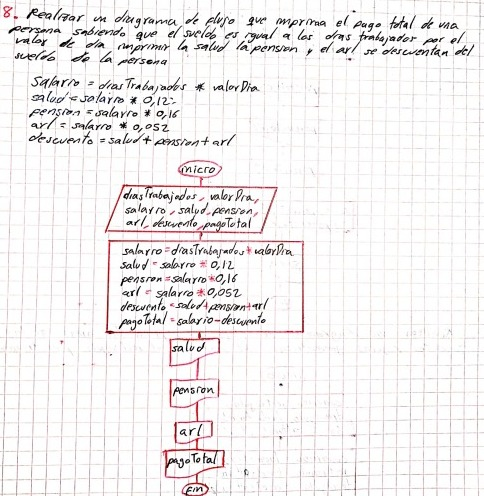 8. Realizar un diagrama de flujo que imprima el pago total de una
persona sabiendo que el sueldo es igual a los dias trabajados por el
valor de dia imprimir la salud la pension y el arl se descuentan del
sueldo de la persona
Salario = diasTrabajados * valorDia
salud = salario * 0,12
pension = salario * 0,16
arl = salario * 0,052
descuento = salud + pension + arl
inicio
diasTrabajados, valorDia,
salario, salud, pension,
arl, descuento, pagoTotal
salario = diasTrabajados * valorDia
salud = salario * 0,12
pension = salario * 0,16
arl = salario * 0,052
descuento = salud + pension + arl
pagoTotal = salario - descuento
salud
pension
arl
pagoTotal
fin